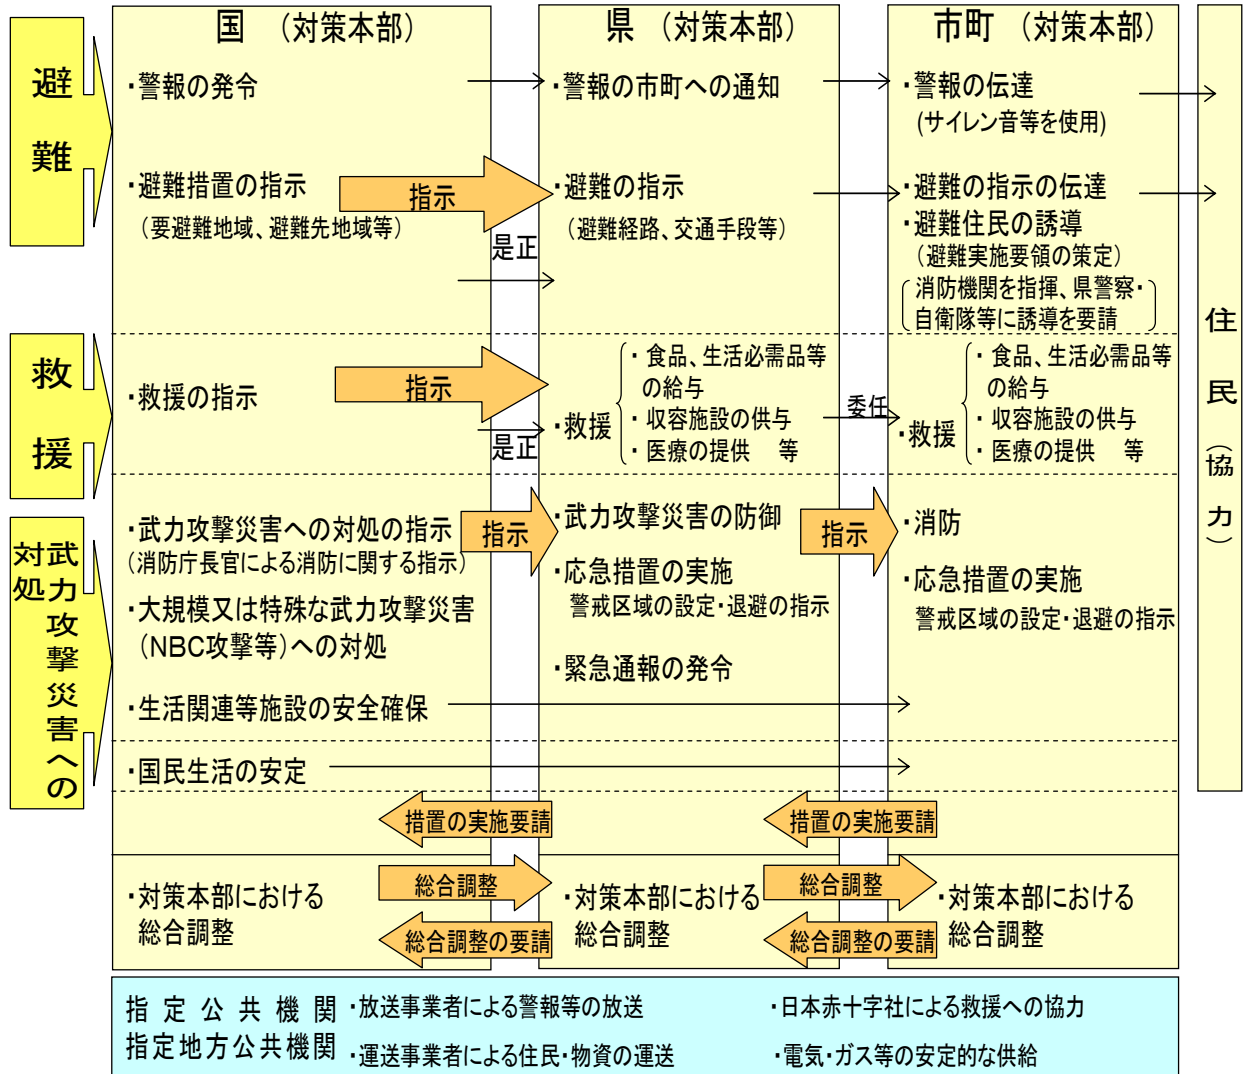 国 (対策本部)
県 (対策本部)
市町 (対策本部)
避難
・警報の発令
・警報の市町への通知
・警報の伝達
(サイレン音等を使用)
・避難措置の指示
(要避難地域、避難先地域等)
指示
是正
・避難の指示
(避難経路、交通手段等)
・避難の指示の伝達
・避難住民の誘導
(避難実施要領の策定)
消防機関を指揮、県警察・
自衛隊等に誘導を要請
救援
・救援の指示
指示
是正
・救援
・食品、生活必需品等
の給与
・収容施設の供与
・医療の提供 等
委任
・救援
・食品、生活必需品等
の給与
・収容施設の供与
・医療の提供 等
武力攻撃災害への
対処
・武力攻撃災害への対処の指示
(消防庁長官による消防に関する指示)
・大規模又は特殊な武力攻撃災害
(NBC攻撃等)への対処
・生活関連等施設の安全確保
指示
・武力攻撃災害の防御
・応急措置の実施
警戒区域の設定・退避の指示
・緊急通報の発令
指示
・消防
・応急措置の実施
警戒区域の設定・退避の指示
・国民生活の安定
措置の実施要請
措置の実施要請
・対策本部における
総合調整
総合調整
総合調整の要請
・対策本部における
総合調整
総合調整
総合調整の要請
・対策本部における
総合調整
住民(協力)
指定公共機関
指定地方公共機関
・放送事業者による警報等の放送
・日本赤十字社による救援への協力
・運送事業者による住民・物資の運送
・電気・ガス等の安定的な供給